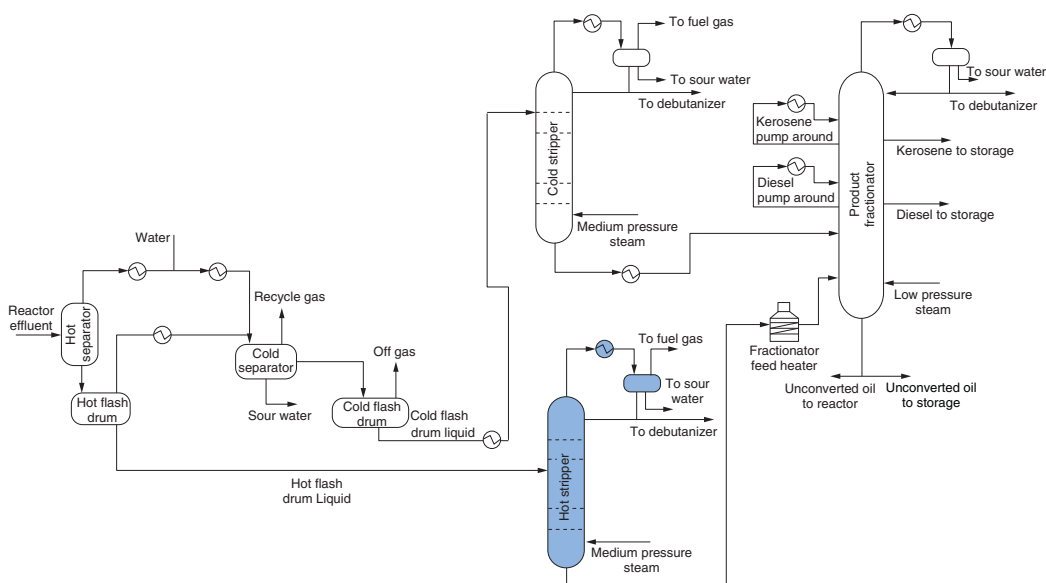 To fuel gas
To sour water
To debutanizer
Cold stripper
Medium pressure
steam
To sour water
To debutanizer
Kerosene
pump around
Kerosene to storage
Diesel
pump around
Diesel to storage
Product
fractionator
Low pressure
steam
Water
Reactor
effluent
Hot
separator
Recycle gas
Cold
separator
Off gas
Hot flash
drum
Sour water
Cold flash
drum
Cold flash
drum liquid
Hot flash
drum Liquid
To fuel gas
To sour
water
To debutanizer
Hot stripper
Medium pressure
steam
Fractionator
feed heater
Unconverted oil
to reactor
Unconverted oil
to storage